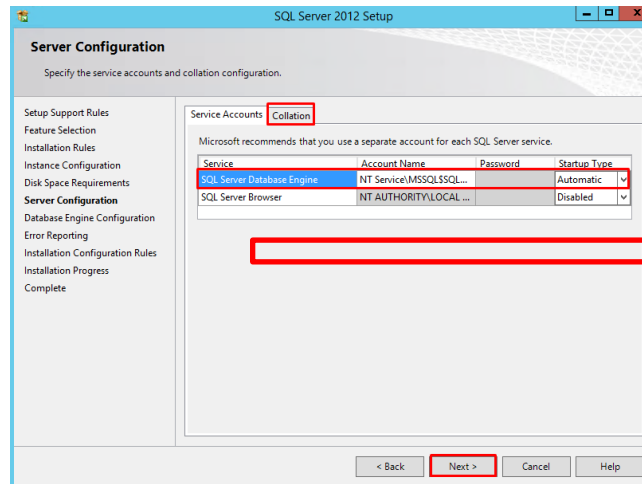 SQL Server 2012 Setup
Server Configuration
Specify the service accounts and collation configuration.
Setup Support Rules
Feature Selection
Installation Rules
Instance Configuration
Disk Space Requirements
Server Configuration
Database Engine Configuration
Error Reporting
Installation Configuration Rules
Installation Progress
Complete
Service Accounts Collation
Microsoft recommends that you use a separate account for each SQL Server service.
Service Account Name Password Startup Type
SQL Server Database Engine NT Service\MSSQL$SQL... Automatic
SQL Server Browser NT AUTHORITY\LOCAL ... Disabled
< Back Next > Cancel Help